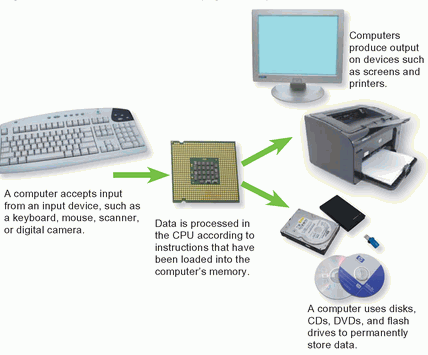 Computers
produce output
on devices such
as screens and
printers.
A computer accepts input
from an input device, such as
a keyboard, mouse, scanner,
or digital camera.
Data is processed in
the CPU according to
instructions that have
been loaded into the
computer's memory.
A computer uses disks,
CDs, DVDs, and flash
drives to permanently
store data.